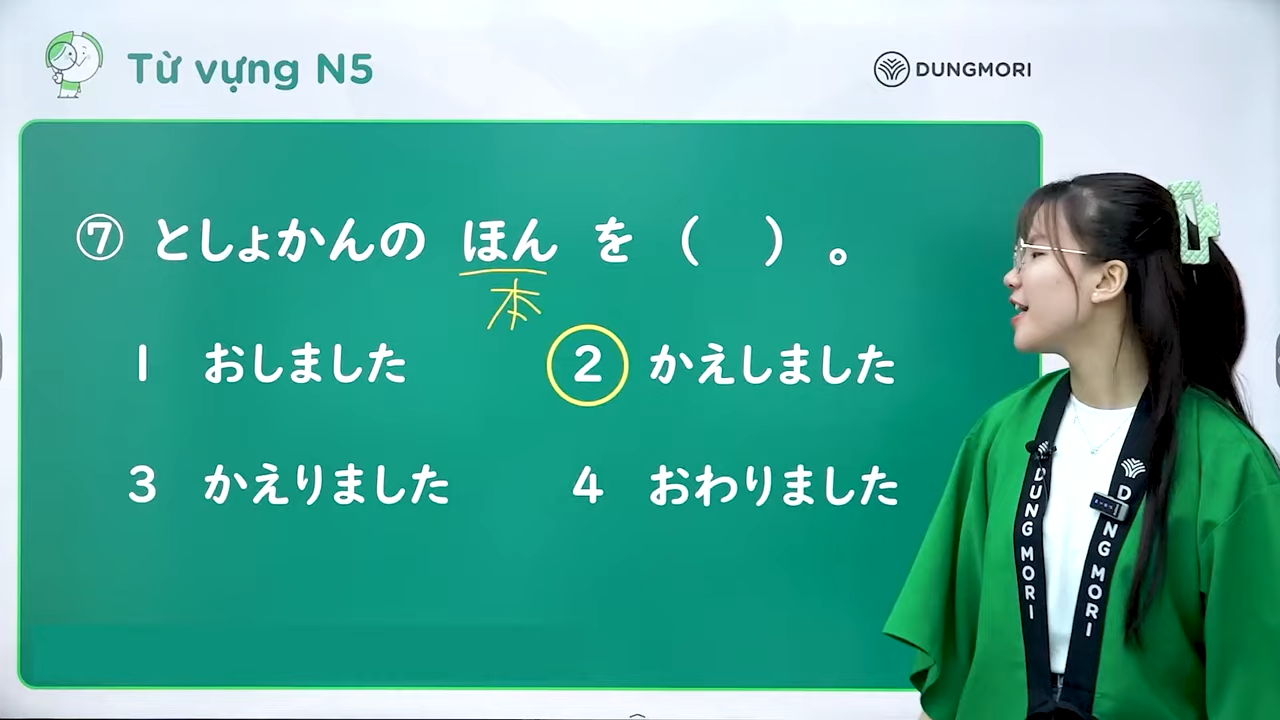 Từ vựng N5
DUNGMORI
⑦ としょかんの ほん を ( ) 。
本
1 おしました
2 かえしました
3 かえりました
4 おわりました
DUNG MORI
DUNG MORI